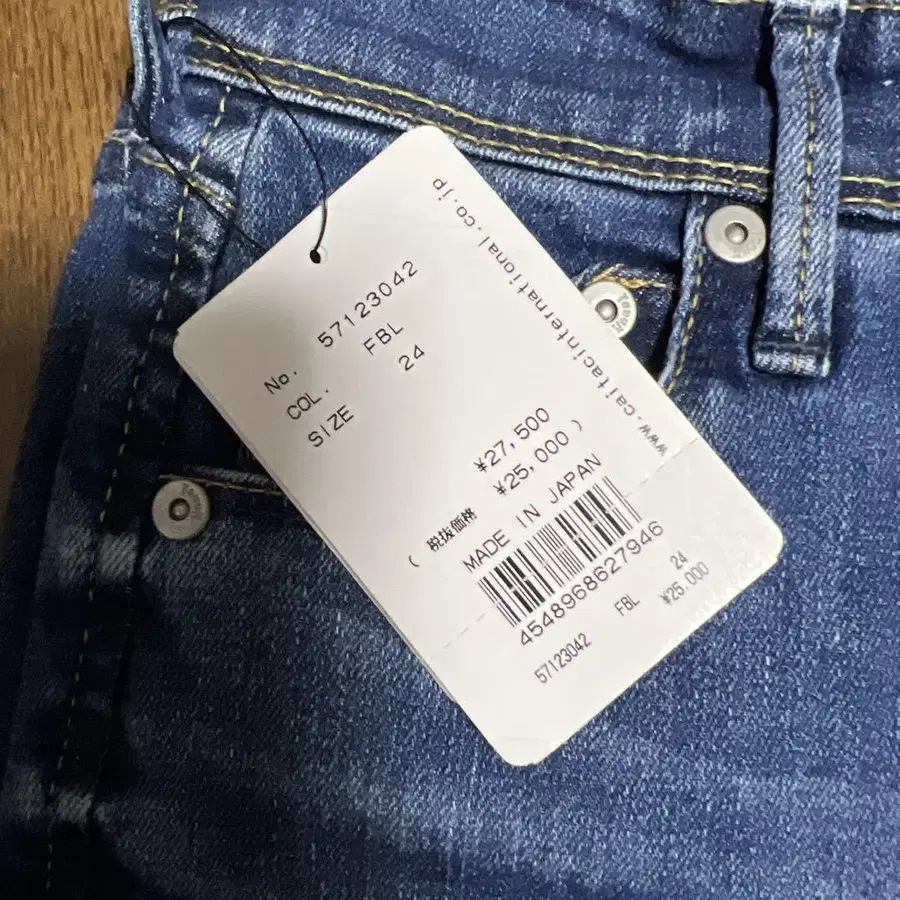 www.caitacinternational.co.jp
No. 57123042
COL. FBL
SIZE 24
¥27,500
( 税抜価格 ¥25,000 )
MADE IN JAPAN
4548968627946
57123042 FBL 24
¥25,000